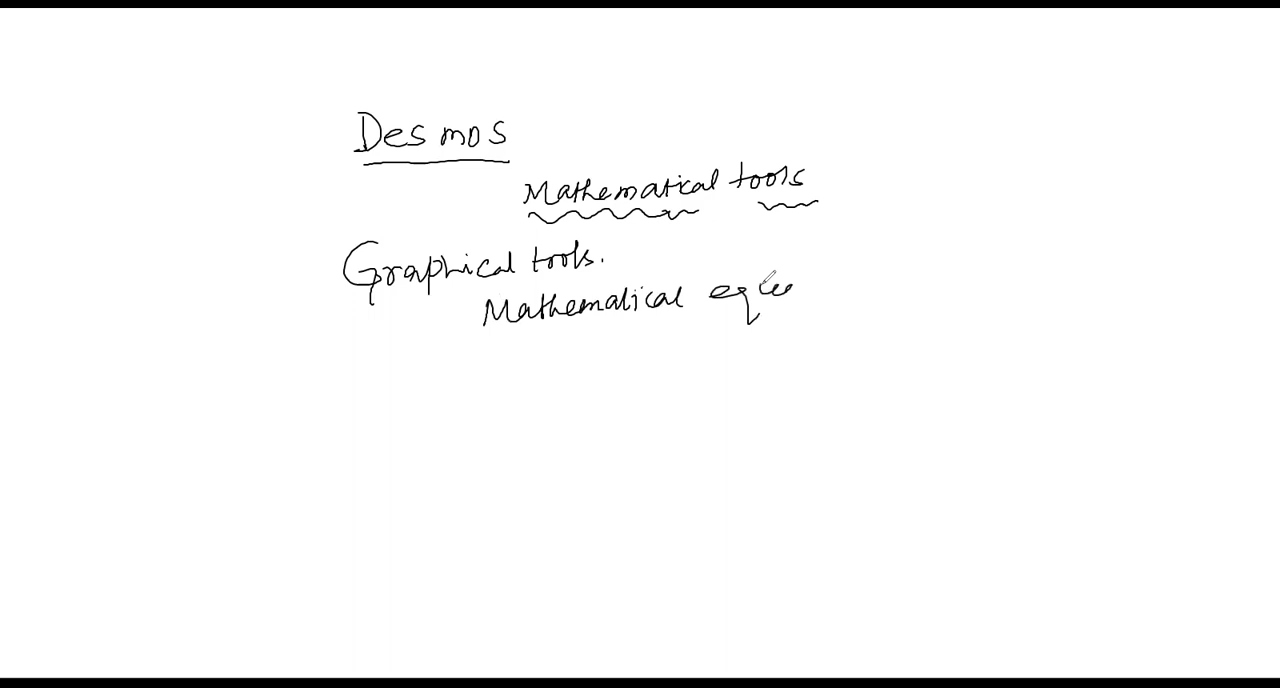 Desmos
Mathematical tools
Graphical tools.
Mathematical